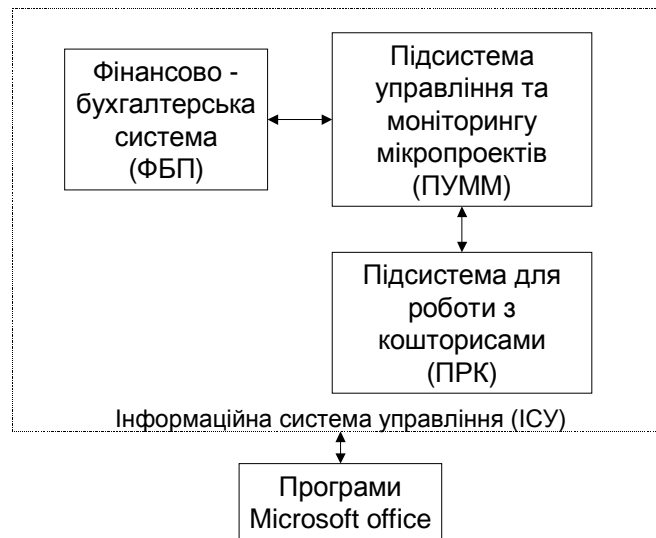 Фінансово -
бухгалтерська
система
(ФБП)
Підсистема
управління та
моніторингу
мікропроектів
(ПУММ)
Підсистема для
роботи з
кошторисами
(ПРК)
Інформаційна система управління (ІСУ)
Програми
Microsoft office